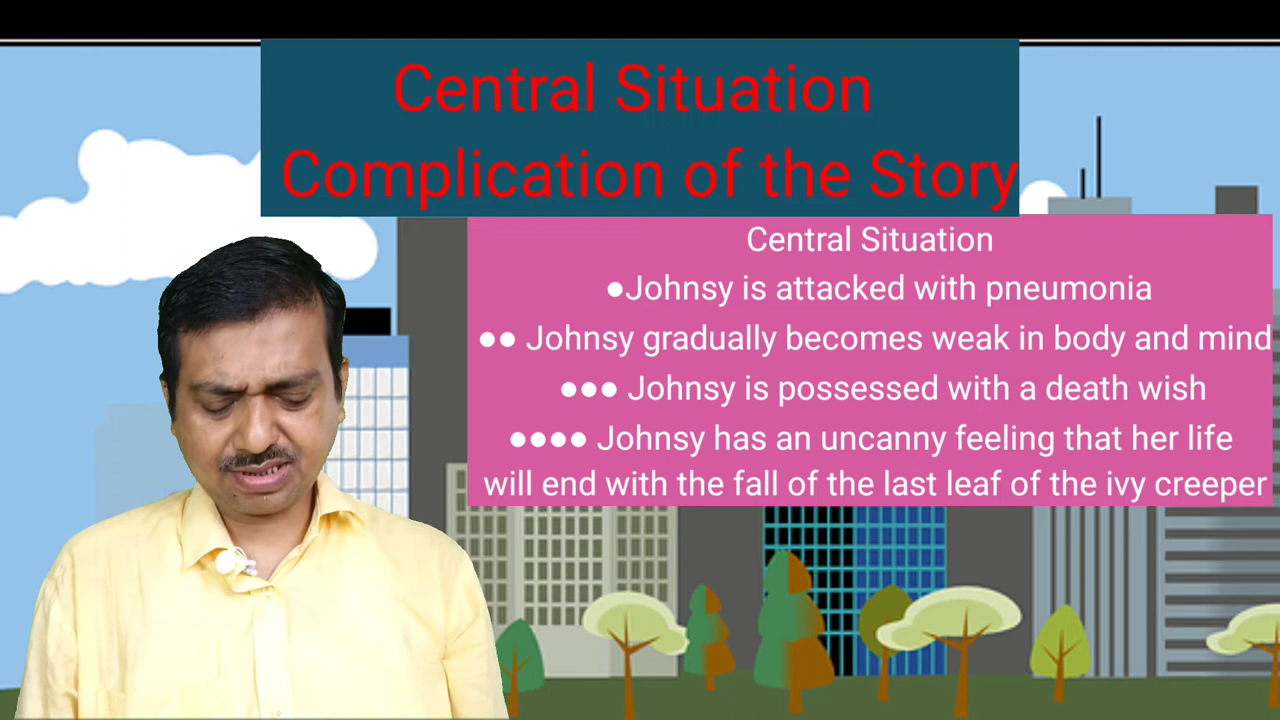 Central Situation
Complication of the Story
Central Situation
●Johnsy is attacked with pneumonia
●● Johnsy gradually becomes weak in body and mind
●●● Johnsy is possessed with a death wish
●●●● Johnsy has an uncanny feeling that her life
will end with the fall of the last leaf of the ivy creeper